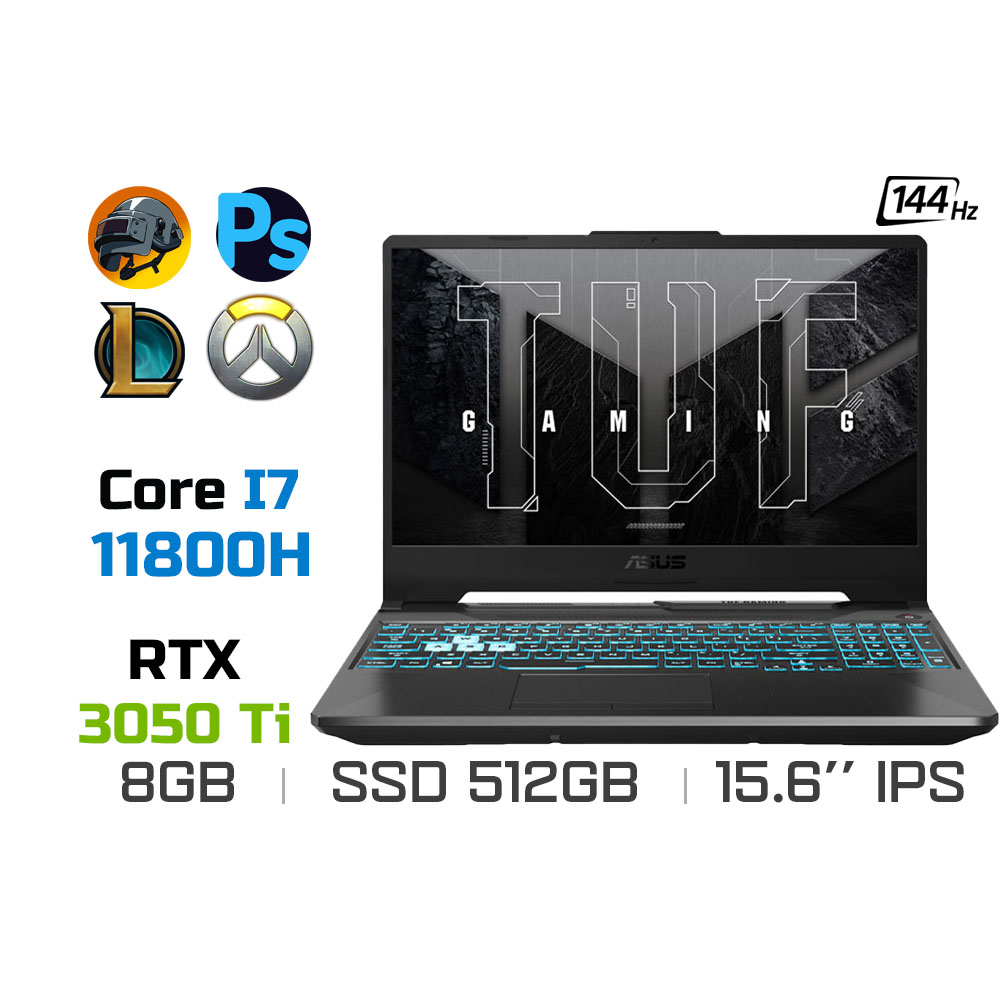 Ps
144Hz
L
TUF
GAMING
Core I7
11800H
ASUS
RTX
3050 Ti
8GB | SSD 512GB | 15.6’’ IPS